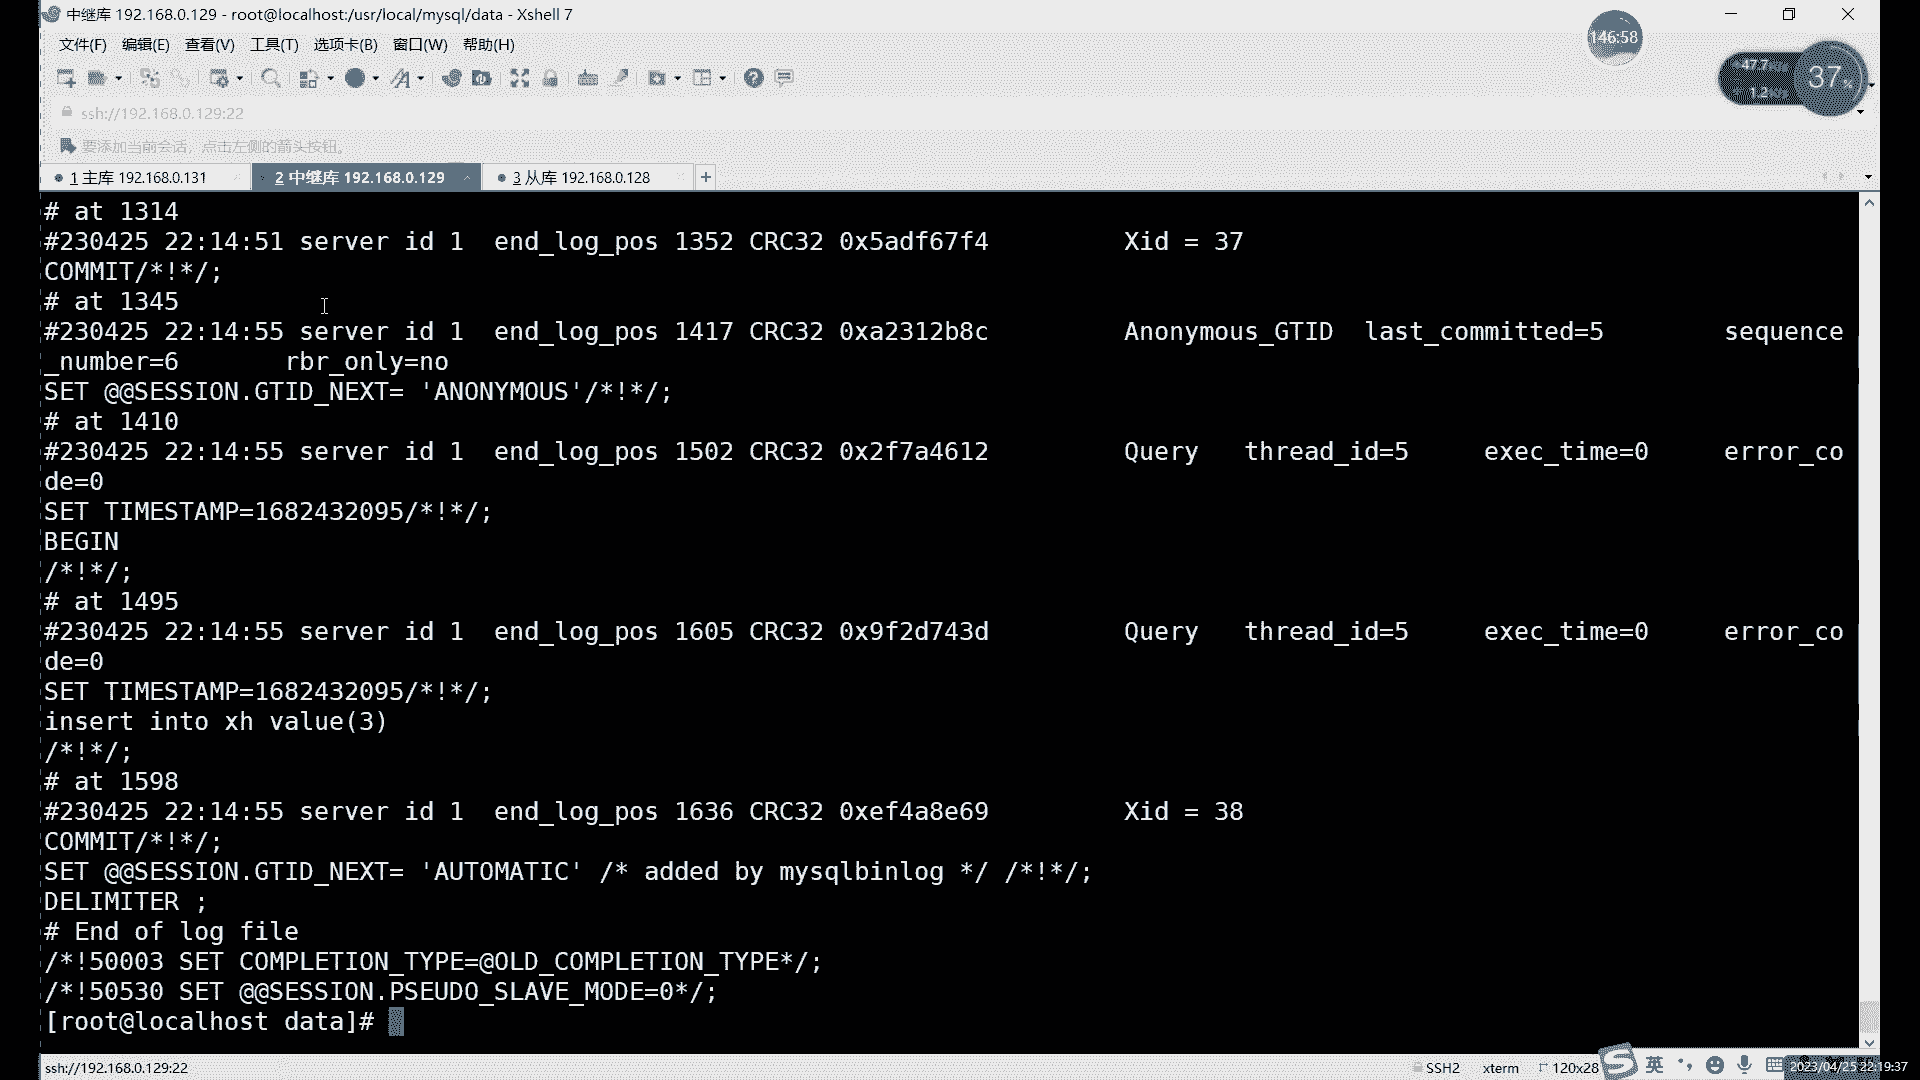 中继库 192.168.0.129 - root@localhost:/usr/local/mysql/data - Xshell 7
文件(F) 编辑(E) 查看(V) 工具(T) 选项卡(B) 窗口(W) 帮助(H)
146:58
47.7K/s
1.2K/s
37%
ssh://192.168.0.129:22
要添加当前会话，点击左侧的箭头按钮。
1 主库 192.168.0.131 2 中继库 192.168.0.129 3 从库 192.168.0.128 +
# at 1314
#230425 22:14:51 server id 1 end_log_pos 1352 CRC32 0x5adf67f4 Xid = 37
COMMIT/*!*/;
# at 1345
#230425 22:14:55 server id 1 end_log_pos 1417 CRC32 0xa2312b8c Anonymous_GTID last_committed=5 sequence
_number=6 rbr_only=no
SET @@SESSION.GTID_NEXT= 'ANONYMOUS'/*!*/;
# at 1410
#230425 22:14:55 server id 1 end_log_pos 1502 CRC32 0x2f7a4612 Query thread_id=5 exec_time=0 error_co
de=0
SET TIMESTAMP=1682432095/*!*/;
BEGIN
/*!*/;
# at 1495
#230425 22:14:55 server id 1 end_log_pos 1605 CRC32 0x9f2d743d Query thread_id=5 exec_time=0 error_co
de=0
SET TIMESTAMP=1682432095/*!*/;
insert into xh value(3)
/*!*/;
# at 1598
#230425 22:14:55 server id 1 end_log_pos 1636 CRC32 0xef4a8e69 Xid = 38
COMMIT/*!*/;
SET @@SESSION.GTID_NEXT= 'AUTOMATIC' /* added by mysqlbinlog */ /*!*/;
DELIMITER ;
# End of log file
/*!50003 SET COMPLETION_TYPE=@OLD_COMPLETION_TYPE*/;
/*!50530 SET @@SESSION.PSEUDO_SLAVE_MODE=0*/;
[root@localhost data]#
ssh://192.168.0.129:22 SSH2 xterm 120x28 英 2023/04/25 22:19:37